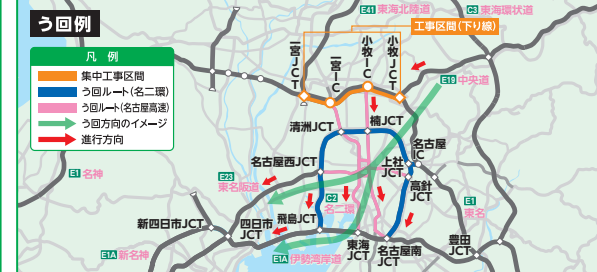 う回例
凡例
集中工事区間
う回ルート(名二環)
う回ルート(名古屋高速)
う回方向のイメージ
進行方向
E41 東海北陸道
C3 東海環状道
工事区間(下り線)
一宮JCT
一宮IC
小牧IC
小牧JCT
E19 中央道
清洲JCT
楠JCT
名古屋西JCT
上社JCT
名古屋IC
高針JCT
E1 名神
E23
東名阪道
C2
名二環
E1
東名
新四日市JCT
四日市JCT
飛島JCT
E1A 新名神
E1A 伊勢湾岸道
東海JCT
名古屋南JCT
豊田JCT